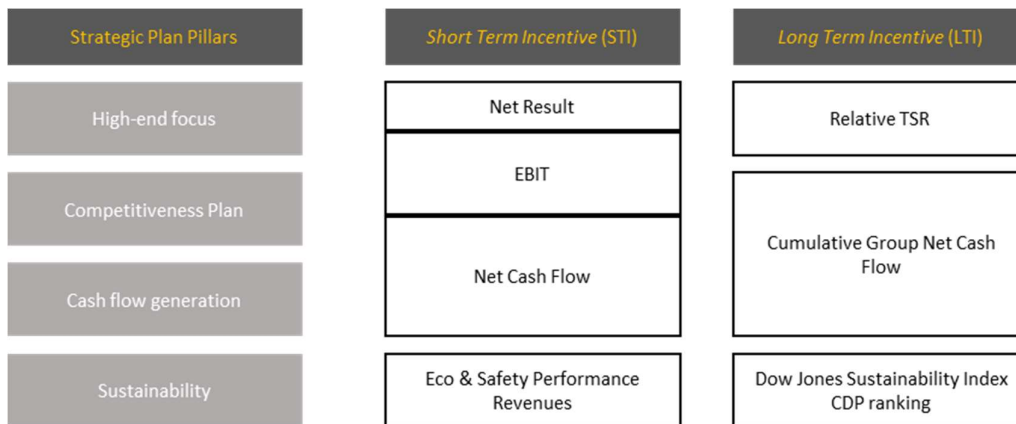 Strategic Plan Pillars
Short Term Incentive (STI)
Long Term Incentive (LTI)
High-end focus
Net Result
Relative TSR
EBIT
Competitiveness Plan
Cumulative Group Net Cash
Flow
Net Cash Flow
Cash flow generation
Sustainability
Eco & Safety Performance
Revenues
Dow Jones Sustainability Index
CDP ranking